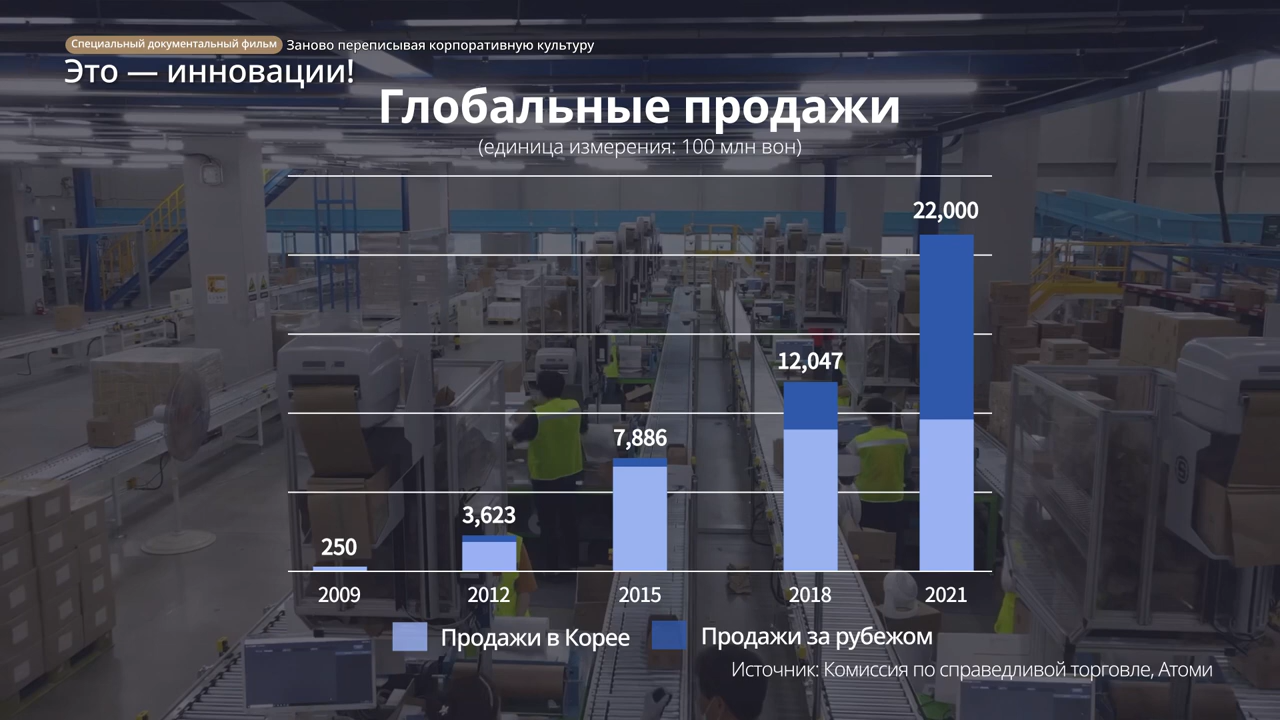 Специальный документальный фильм Заново переписывая корпоративную культуру
Это — инновации!
Глобальные продажи
(единица измерения: 100 млн вон)
22,000
12,047
7,886
3,623
250
2009 2012 2015 2018 2021
Продажи в Корее Продажи за рубежом
Источник: Комиссия по справедливой торговле, Атоми